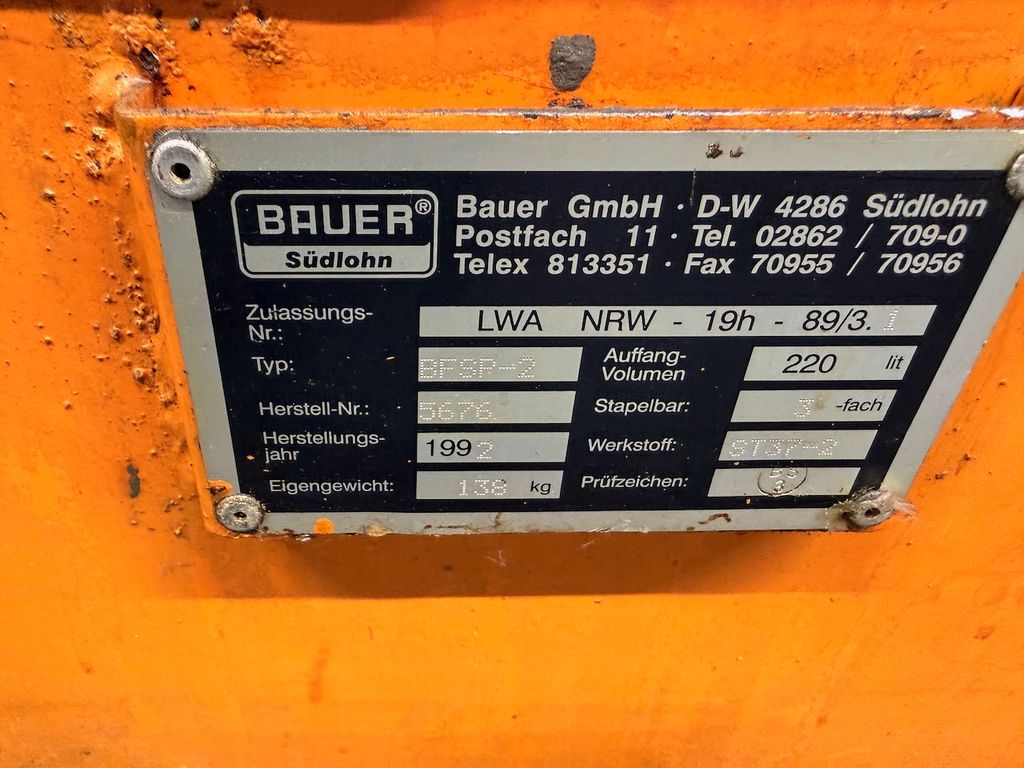 BAUER®
Südlohn
Bauer GmbH · D-W 4286 Südlohn
Postfach 11 · Tel. 02862 / 709-0
Telex 813351 · Fax 70955 / 70956
Zulassungs-
Nr.: LWA NRW - 19h - 89/3.1
Typ: BFSP-2
Auffang-
Volumen 220 lit
Herstell-Nr.: 5676
Stapelbar: 3 -fach
Herstellungs-
jahr 1992
Werkstoff: ST37-2
Eigengewicht: 138 kg
Prüfzeichen: